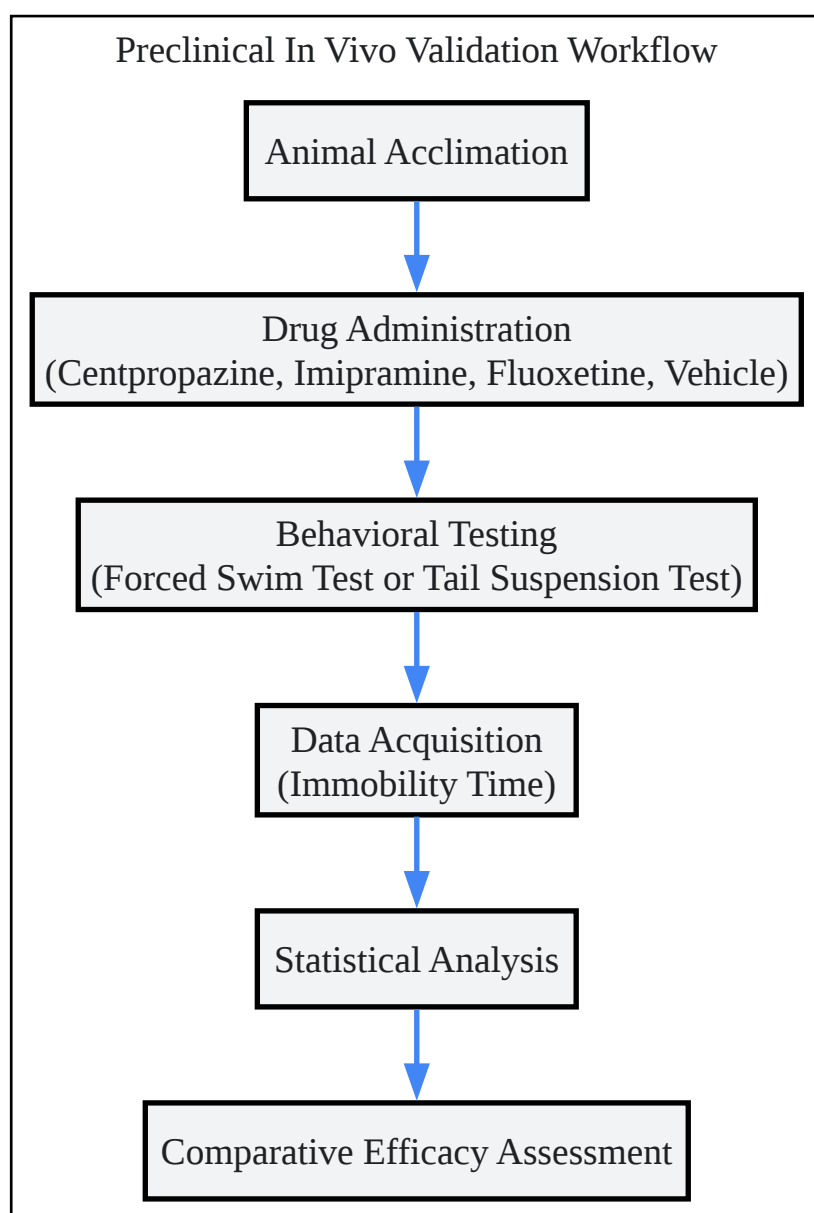 Preclinical In Vivo Validation Workflow
Animal Acclimation
Drug Administration
(Centpropazine, Imipramine, Fluoxetine, Vehicle)
Behavioral Testing
(Forced Swim Test or Tail Suspension Test)
Data Acquisition
(Immobility Time)
Statistical Analysis
Comparative Efficacy Assessment